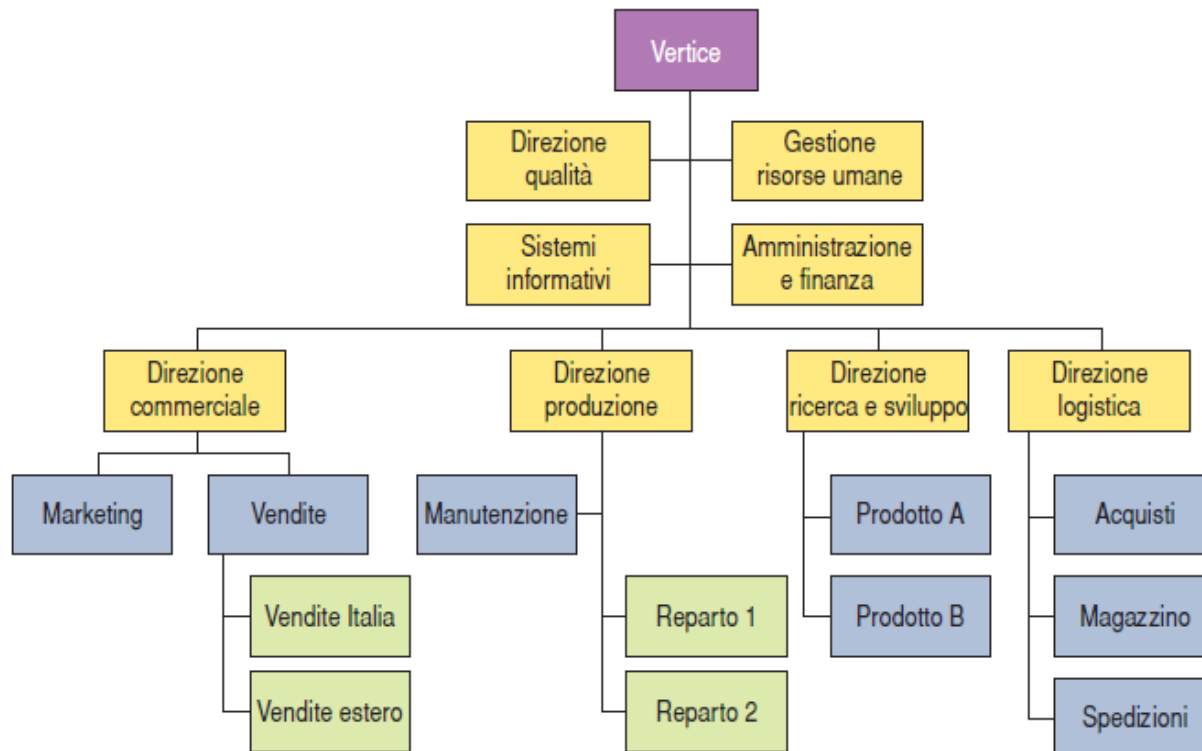 Vertice
Direzione
qualità
Gestione
risorse umane
Sistemi
informativi
Amministrazione
e finanza
Direzione
commerciale
Direzione
produzione
Direzione
ricerca e sviluppo
Direzione
logistica
Marketing
Vendite
Manutenzione
Prodotto A
Acquisti
Vendite Italia
Reparto 1
Prodotto B
Magazzino
Vendite estero
Reparto 2
Spedizioni